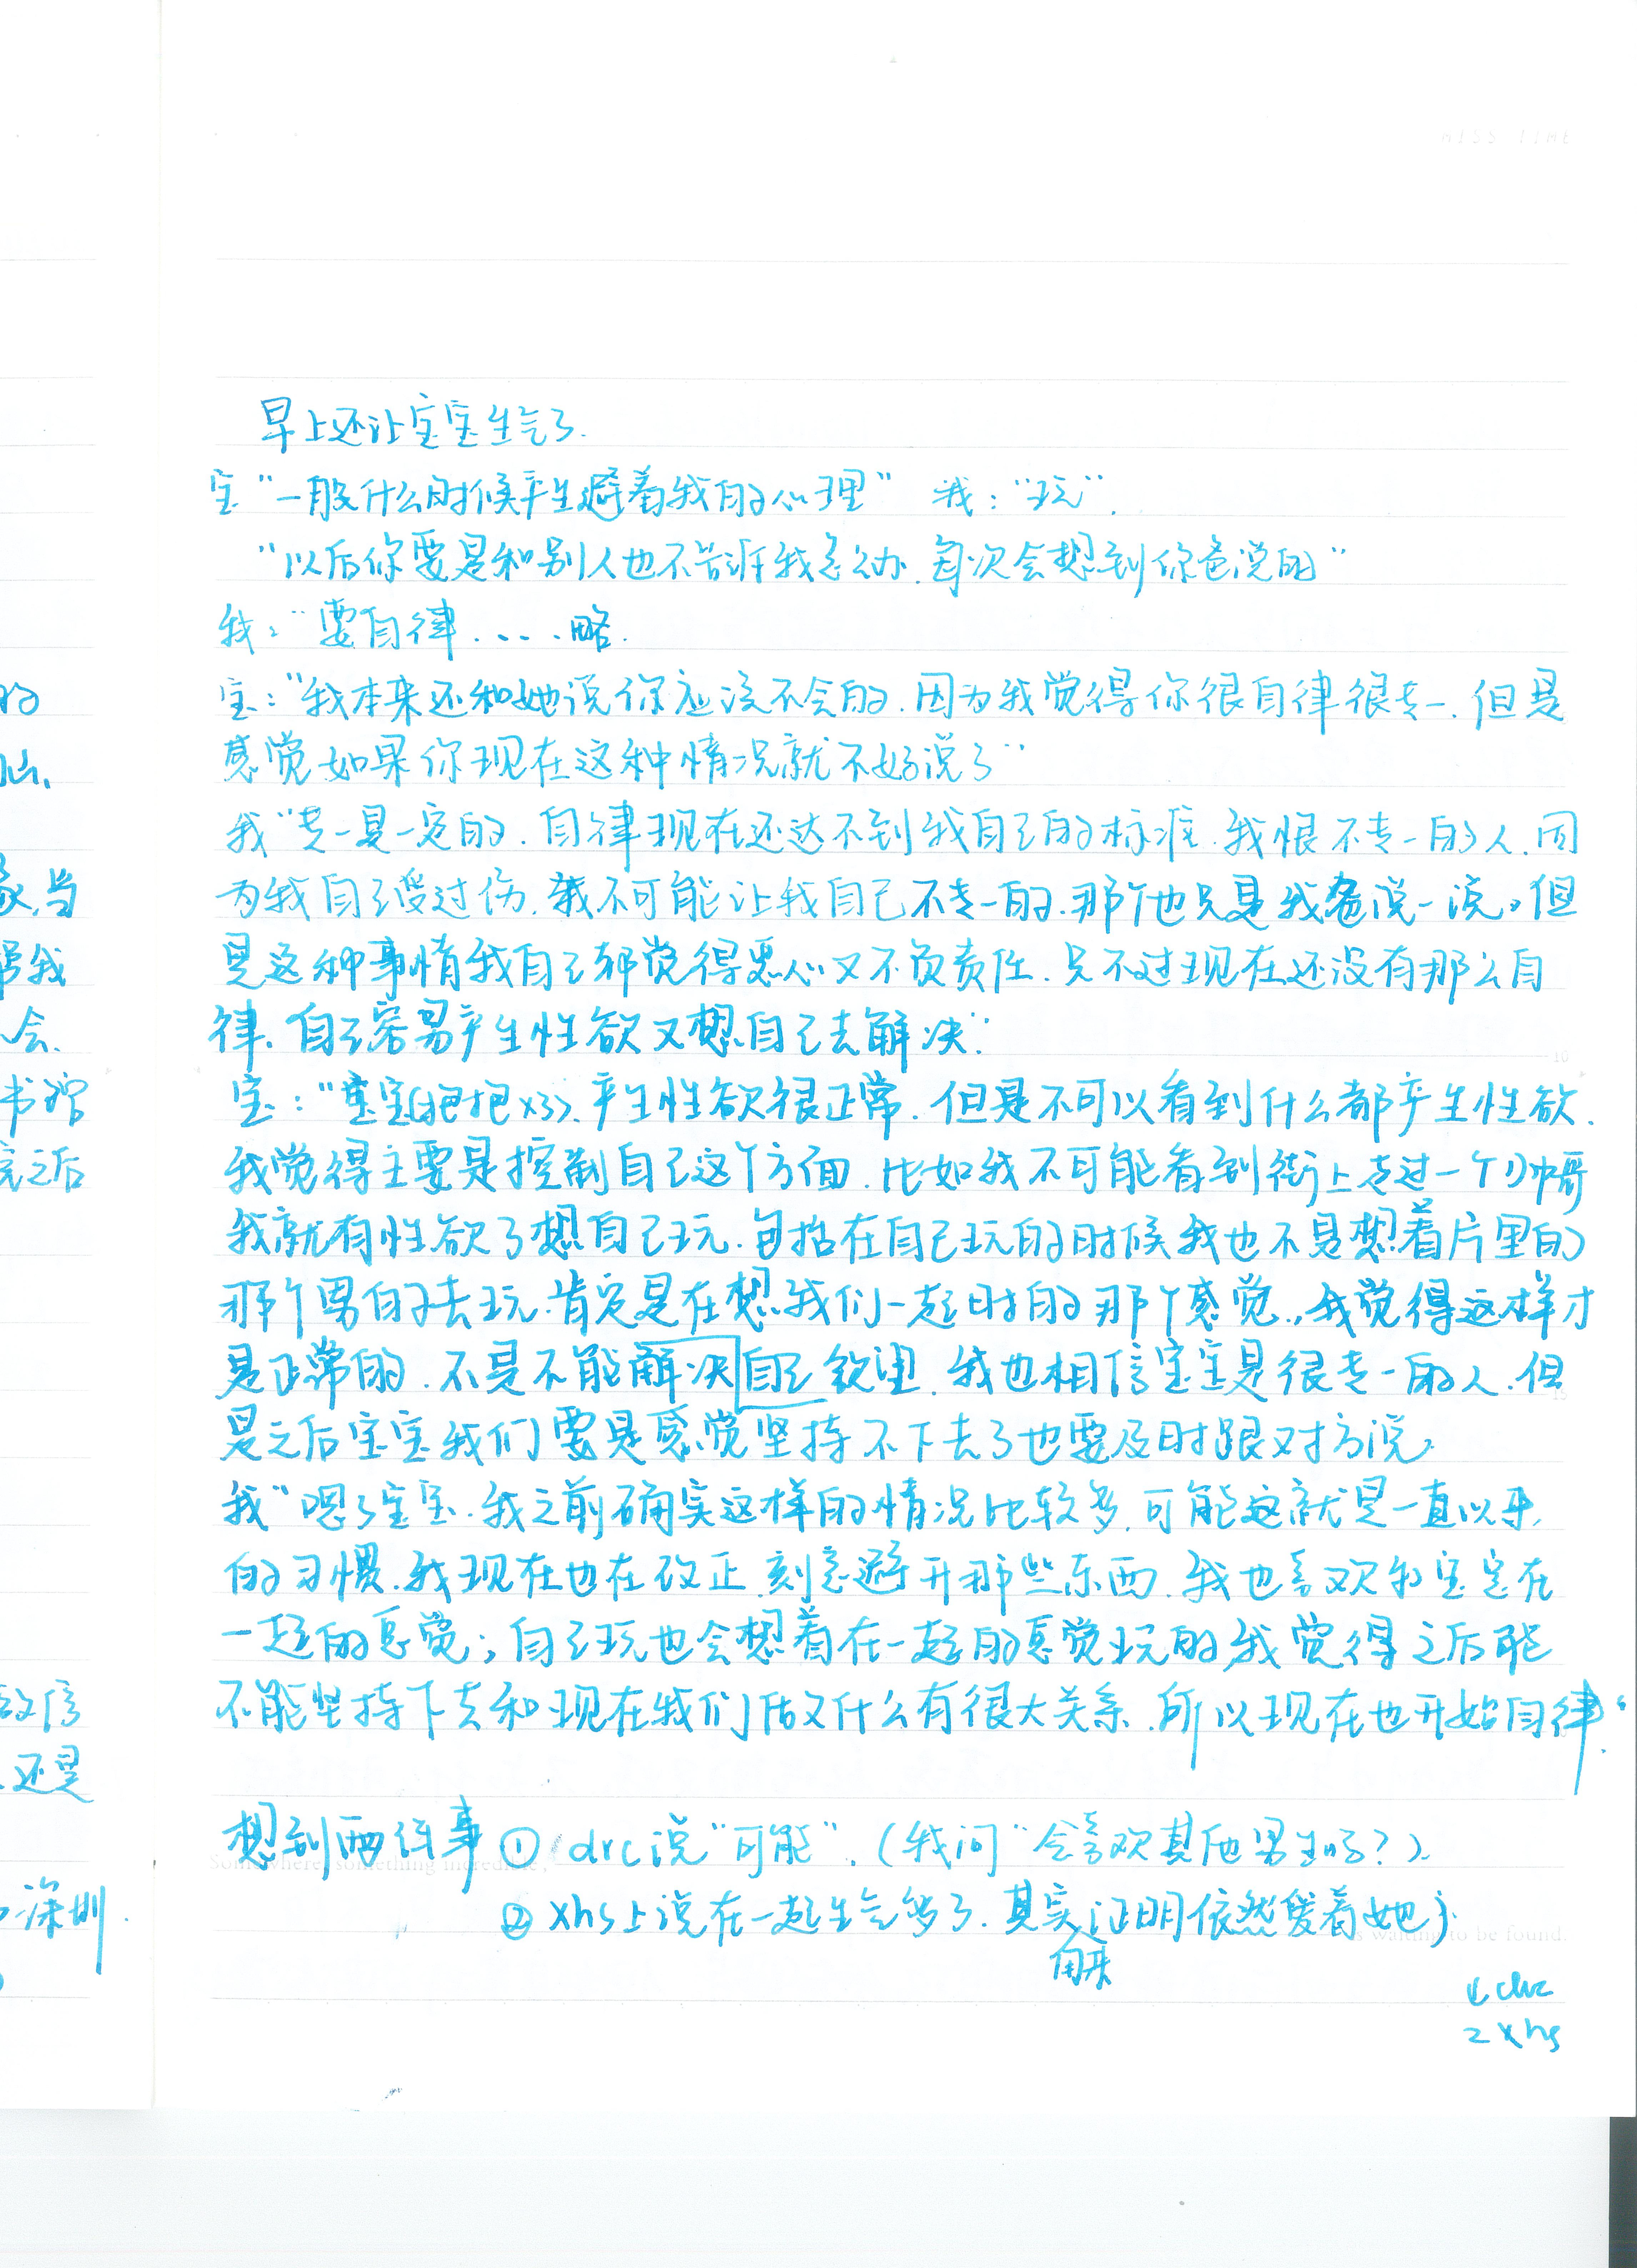 MISS TIME
早上还让宝宝生气了.
宝"一般什么时候产生避着我的心理" 我:"玩".
"以后你要是和别人也不告诉我怎么办.每次会想到你爸说的"
我:"要自律....略.
宝:"我本来还和她说你应该不会的.因为我觉得你很自律很专一.但是
感觉如果你现在这种情况就不好说了"
我"专一是一定的.自律现在还达不到我自己的标准.我恨不专一的人.因
为我自己受过伤.我不可能让我自己不专一的.那个也只是我爸说一说。但
是这种事情我自己都觉得恶心又不负责任.只不过现在还没有那么自
律.自己容易产生性欲又想自己去解决"
宝:"宝宝(抱抱x3).产生性欲很正常.但是不可以看到什么都产生性欲.
我觉得主要是控制自己这个方面.比如我不可能看到街上走过一个帅哥
我就有性欲了想自己玩.包括在自己玩的时候我也不是想着片里的
那个男的去玩.肯定是在想我们一起时的那个感觉.,我觉得这样才
是正常的.不是不能解决自己欲望.我也相信宝宝是很专一的人.但
是之后宝宝我们要是感觉坚持不下去了也要及时跟对方说.
我"嗯了宝宝.我之前确实这样的情况比较多.可能这就是一直以来
的习惯.我现在也在改正.刻意避开那些东西.我也喜欢和宝宝在
一起的感觉;自己玩也会想着在一起的感觉玩的,我觉得之后能
不能坚持下去和现在我们做什么有很大关系.所以现在也开始自律"
想到两件事 ① drc说"可能".(我问"会喜欢其他男生吗?).
② xhs上说在一起生气多了.其实证明依然爱着她
用来
1 drc
2 xhs
的
家,当
会.
书馆
完之后
还是
深圳.